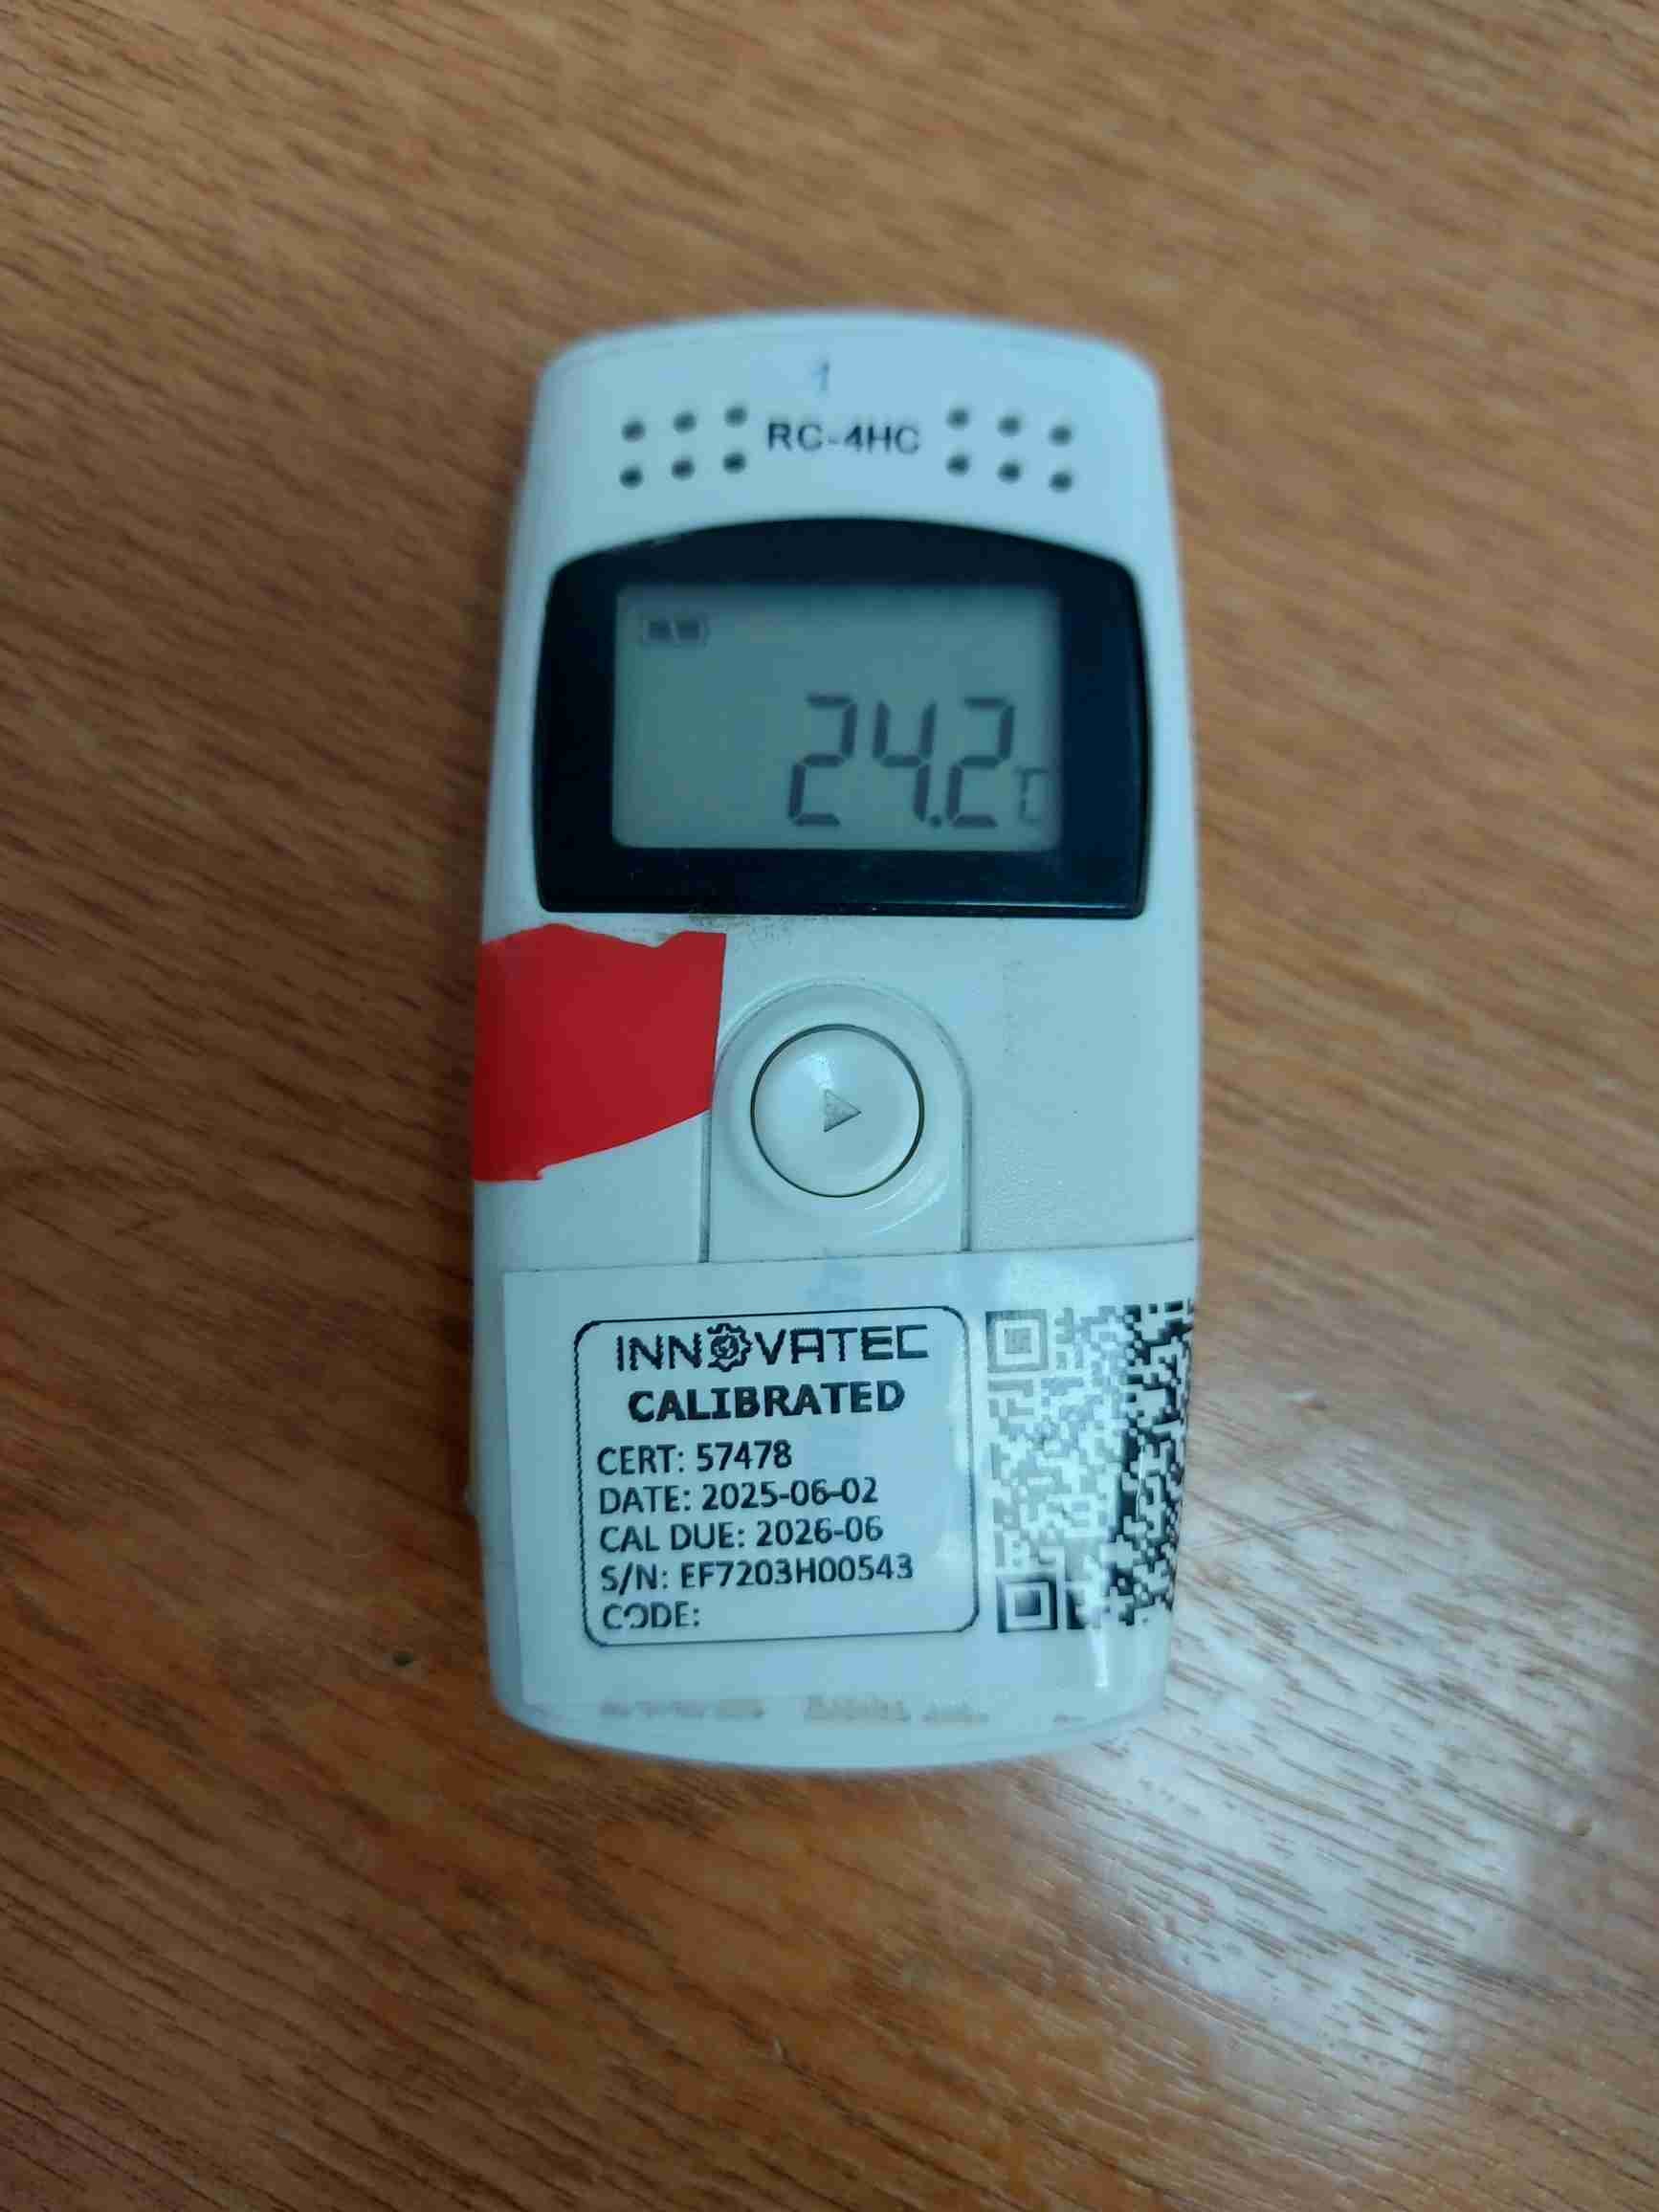 1
RC-4HC
24.2 ℃
INNOVATEC
CALIBRATED
CERT: 57478
DATE: 2025-06-02
CAL DUE: 2026-06
S/N: EF7203H00543
CODE: